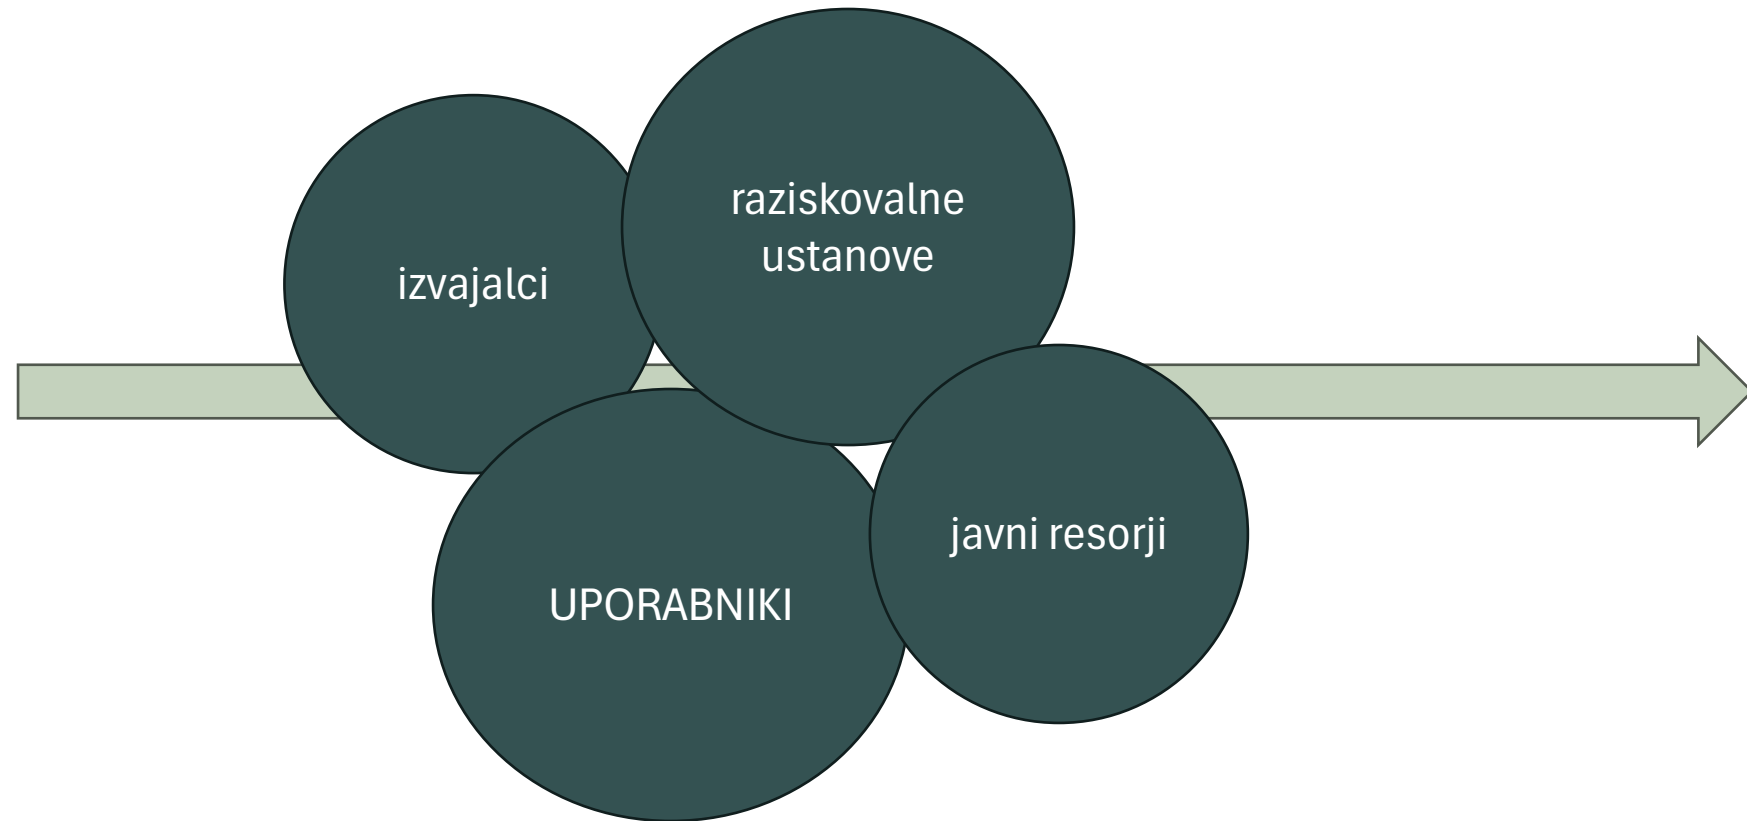 raziskovalne
ustanove
izvajalci
javni resorji
UPORABNIKI